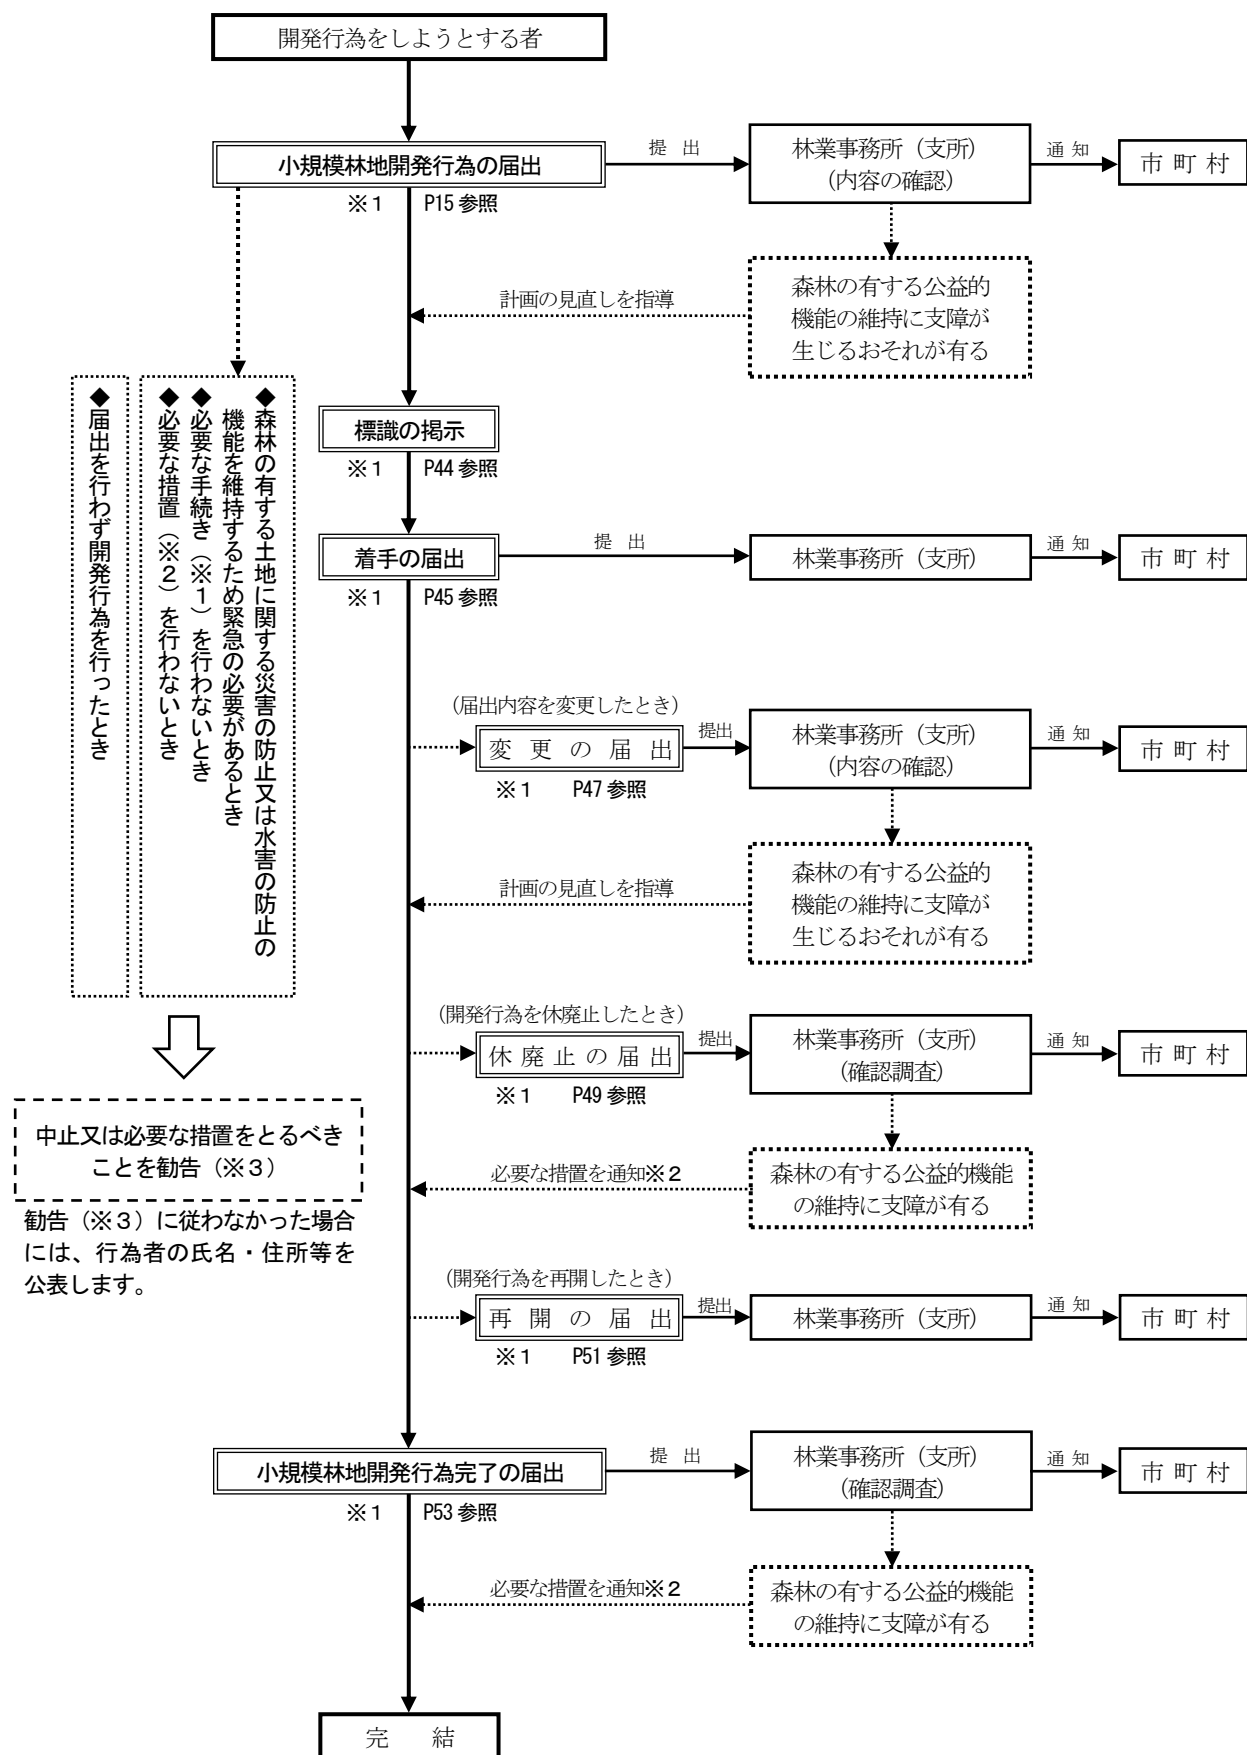 開発行為をしようとする者
小規模林地開発行為の届出
※１　P15 参照
提 出
林業事務所（支所）
（内容の確認）
通 知
市 町 村
森林の有する公益的
機能の維持に支障が
生じるおそれが有る
計画の見直しを指導
◆森林の有する土地に関する災害の防止又は水害の防止の
機能を維持するため緊急の必要があるとき
◆必要な手続き（※１）を行わないとき
◆必要な措置（※２）を行わないとき
◆届出を行わず開発行為を行ったとき
中止又は必要な措置をとるべき
ことを勧告（※３）
勧告（※３）に従わなかった場合
には、行為者の氏名・住所等を
公表します。
標識の掲示
※１　P44 参照
着手の届出
※１　P45 参照
提 出
林業事務所（支所）
通 知
市 町 村
（届出内容を変更したとき）
変 更 の 届 出
※１　P47 参照
提出
林業事務所（支所）
（内容の確認）
通 知
市 町 村
森林の有する公益的
機能の維持に支障が
生じるおそれが有る
計画の見直しを指導
（開発行為を休廃止したとき）
休 廃 止 の 届 出
※１　P49 参照
提出
林業事務所（支所）
（確認調査）
通 知
市 町 村
森林の有する公益的機能
の維持に支障が有る
必要な措置を通知※２
（開発行為を再開したとき）
再 開 の 届 出
※１　P51 参照
提出
林業事務所（支所）
通 知
市 町 村
小規模林地開発行為完了の届出
※１　P53 参照
提 出
林業事務所（支所）
（確認調査）
通 知
市 町 村
森林の有する公益的機能
の維持に支障が有る
必要な措置を通知※２
完　結